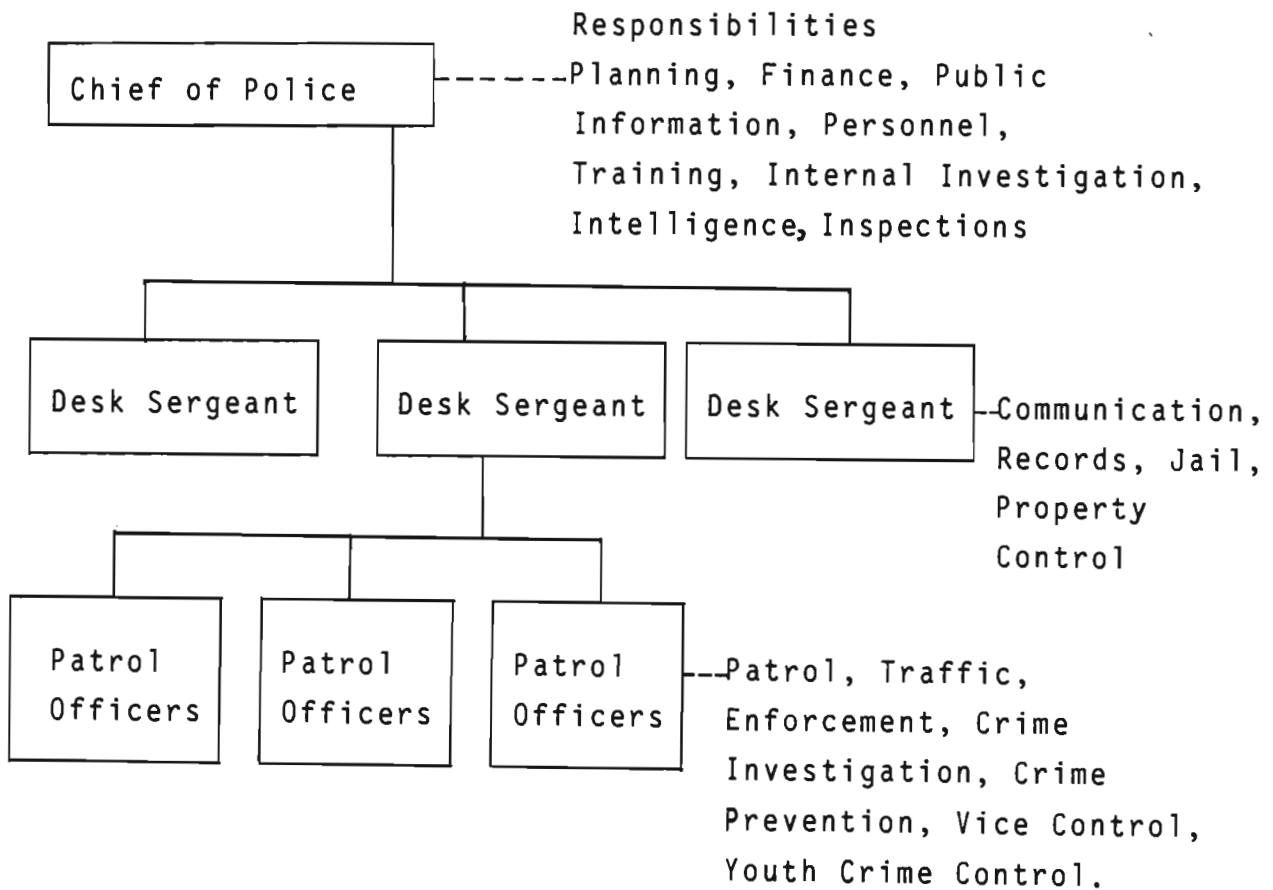 Responsibilities
Chief of Police
Planning, Finance, Public
Information, Personnel,
Training, Internal Investigation,
Intelligence, Inspections
Desk Sergeant
Desk Sergeant
Desk Sergeant
Communication,
Records, Jail,
Property
Control
Patrol
Officers
Patrol
Officers
Patrol
Officers
Patrol, Traffic,
Enforcement, Crime
Investigation, Crime
Prevention, Vice Control,
Youth Crime Control.